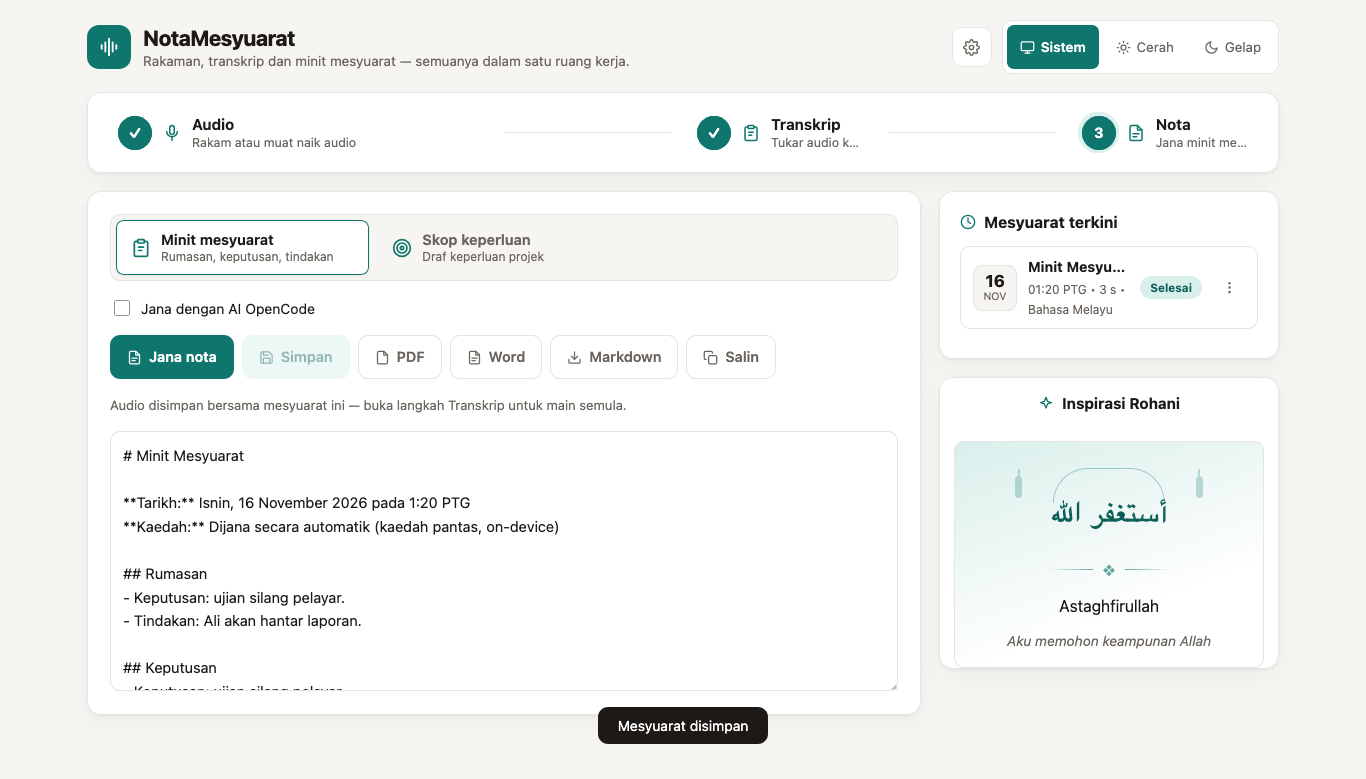 NotaMesyuarat
Rakaman, transkrip dan minit mesyuarat — semuanya dalam satu ruang kerja.
Sistem
Cerah
Gelap
Audio
Rakam atau muat naik audio
Transkrip
Tukar audio k...
3
Nota
Jana minit me...
Minit mesyuarat
Rumasan, keputusan, tindakan
Skop keperluan
Draf keperluan projek
Jana dengan AI OpenCode
Jana nota
Simpan
PDF
Word
Markdown
Salin
Audio disimpan bersama mesyuarat ini — buka langkah Transkrip untuk main semula.
# Minit Mesyuarat
**Tarikh:** Isnin, 16 November 2026 pada 1:20 PTG
**Kaedah:** Dijana secara automatik (kaedah pantas, on-device)
## Rumasan
- Keputusan: ujian silang pelayar.
- Tindakan: Ali akan hantar laporan.
## Keputusan
- Keputusan: ujian silang pelayar.
Mesyuarat terkini
16
NOV
Minit Mesyu...
01:20 PTG • 3 s •
Bahasa Melayu
Selesai
Inspirasi Rohani
أستغفر الله
Astaghfirullah
Aku memohon keampunan Allah
Mesyuarat disimpan